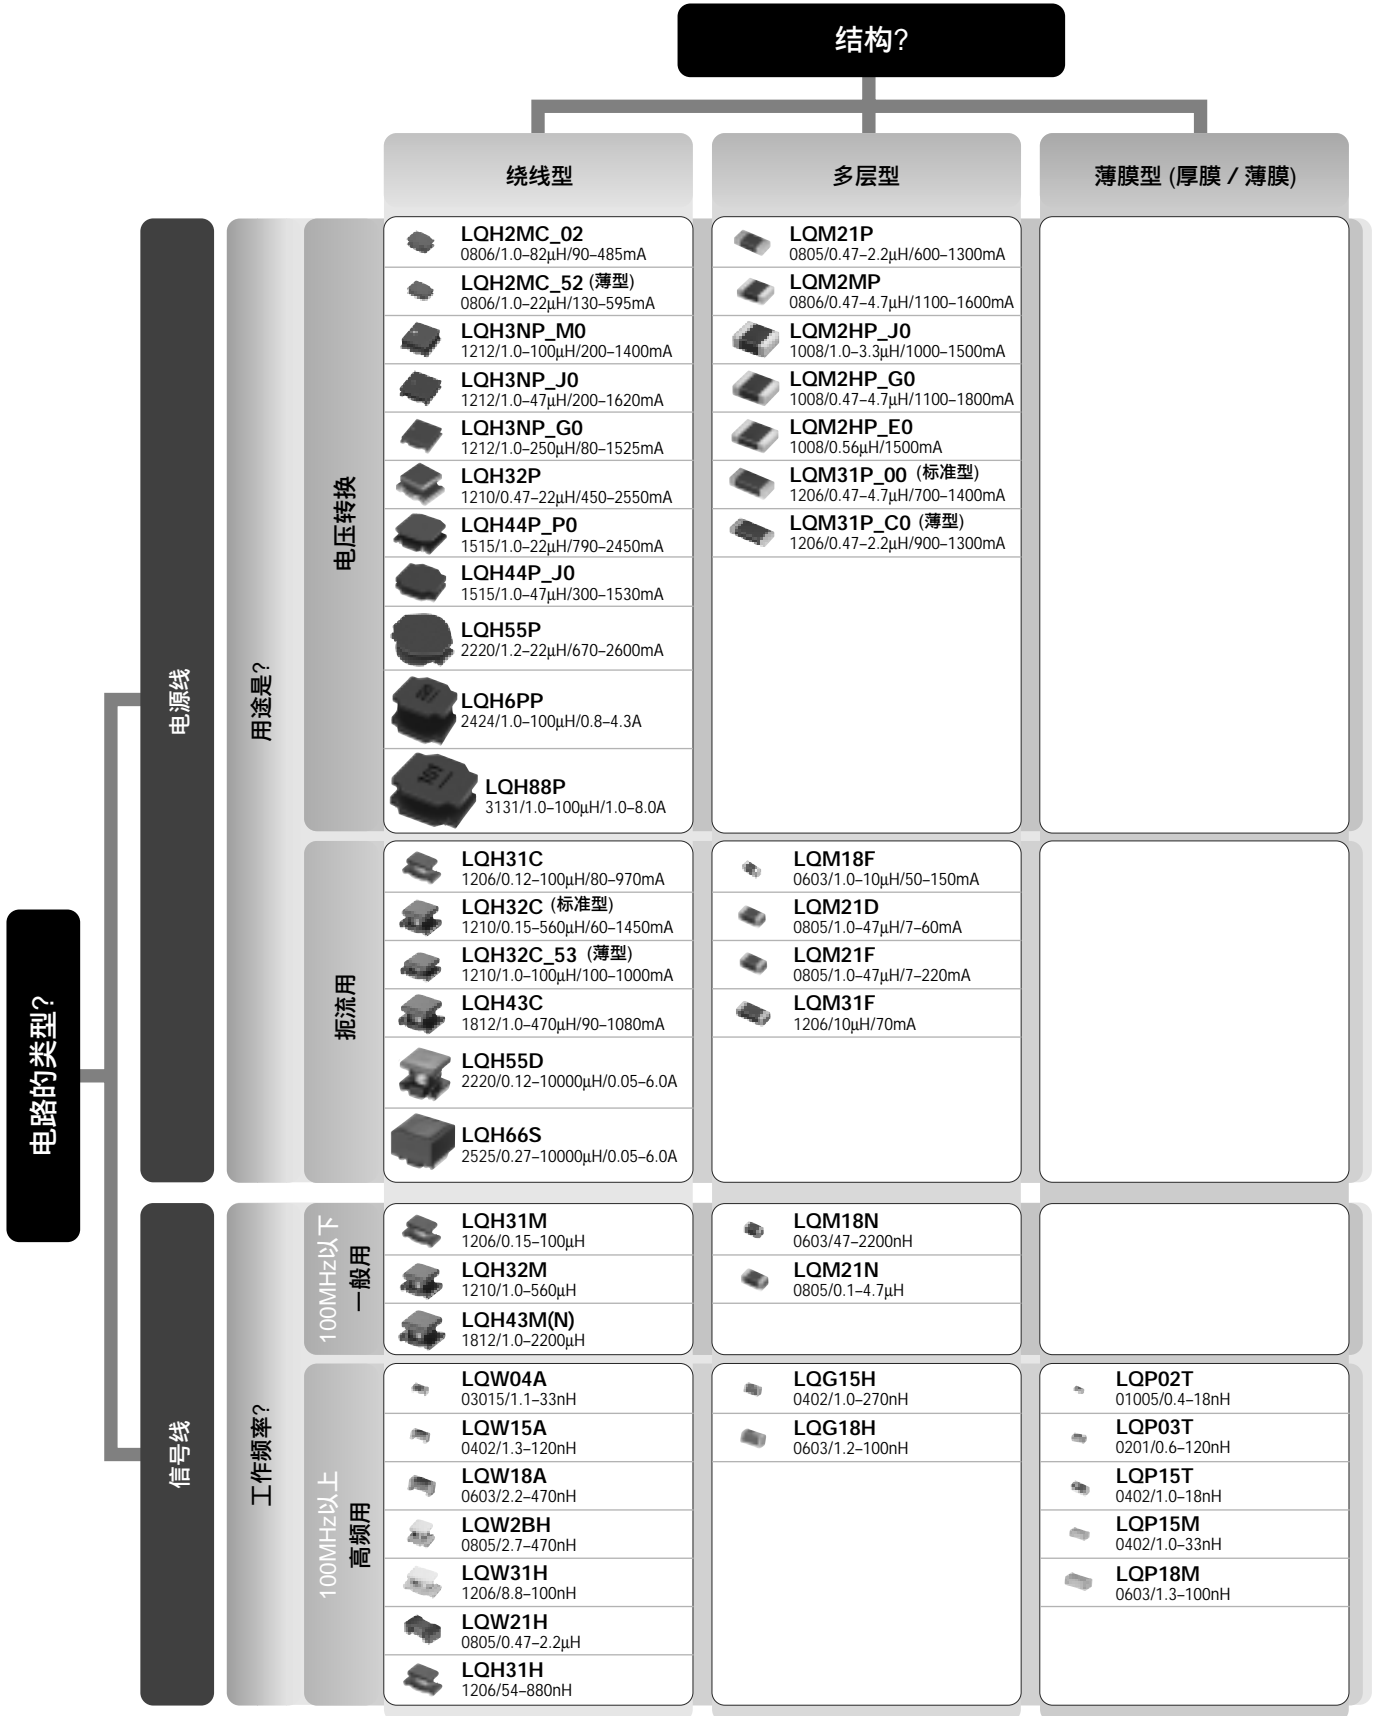 结构?
绕线型
多层型
薄膜型 (厚膜 / 薄膜)
电路的类型?
电源线
用途是?
电压转换
LQH2MC_02
0806/1.0–82μH/90–485mA
LQH2MC_52 (薄型)
0806/1.0–22μH/130–595mA
LQH3NP_M0
1212/1.0–100μH/200–1400mA
LQH3NP_J0
1212/1.0–47μH/200–1620mA
LQH3NP_G0
1212/1.0–250μH/80–1525mA
LQH32P
1210/0.47–22μH/450–2550mA
LQH44P_P0
1515/1.0–22μH/790–2450mA
LQH44P_J0
1515/1.0–47μH/300–1530mA
LQH55P
2220/1.2–22μH/670–2600mA
LQH6PP
2424/1.0–100μH/0.8–4.3A
LQH88P
3131/1.0–100μH/1.0–8.0A
LQM21P
0805/0.47–2.2μH/600–1300mA
LQM2MP
0806/0.47–4.7μH/1100–1600mA
LQM2HP_J0
1008/1.0–3.3μH/1000–1500mA
LQM2HP_G0
1008/0.47–4.7μH/1100–1800mA
LQM2HP_E0
1008/0.56μH/1500mA
LQM31P_00 (标准型)
1206/0.47–4.7μH/700–1400mA
LQM31P_C0 (薄型)
1206/0.47–2.2μH/900–1300mA
扼流用
LQH31C
1206/0.12–100μH/80–970mA
LQH32C (标准型)
1210/0.15–560μH/60–1450mA
LQH32C_53 (薄型)
1210/1.0–100μH/100–1000mA
LQH43C
1812/1.0–470μH/90–1080mA
LQH55D
2220/0.12–10000μH/0.05–6.0A
LQH66S
2525/0.27–10000μH/0.05–6.0A
LQM18F
0603/1.0–10μH/50–150mA
LQM21D
0805/1.0–47μH/7–60mA
LQM21F
0805/1.0–47μH/7–220mA
LQM31F
1206/10μH/70mA
信号线
工作频率?
100MHz以下
一般用
LQH31M
1206/0.15–100μH
LQH32M
1210/1.0–560μH
LQH43M(N)
1812/1.0–2200μH
LQM18N
0603/47–2200nH
LQM21N
0805/0.1–4.7μH
100MHz以上
高频用
LQW04A
03015/1.1–33nH
LQW15A
0402/1.3–120nH
LQW18A
0603/2.2–470nH
LQW2BH
0805/2.7–470nH
LQW31H
1206/8.8–100nH
LQW21H
0805/0.47–2.2μH
LQH31H
1206/54–880nH
LQG15H
0402/1.0–270nH
LQG18H
0603/1.2–100nH
LQP02T
01005/0.4–18nH
LQP03T
0201/0.6–120nH
LQP15T
0402/1.0–18nH
LQP15M
0402/1.0–33nH
LQP18M
0603/1.3–100nH